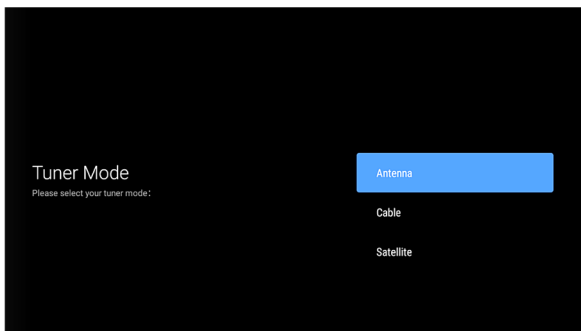 Tuner Mode
Please select your tuner mode:
Antenna
Cable
Satellite